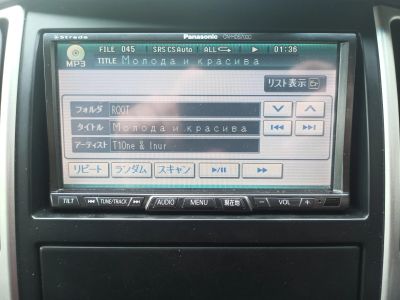 Strada Panasonic CN-HDS700D
MP3 FILE 045 SRS CS Auto ALL ▶ 01:36
TITLE Молода и красива
リスト表示
フォルダ ROOT
タイトル Молода и красива
アーティスト T1One & Inur
リピート ランダム スキャン ▶/II ▶▶
TILT TUNE/TRACK AUDIO MENU 現在地 − VOL +